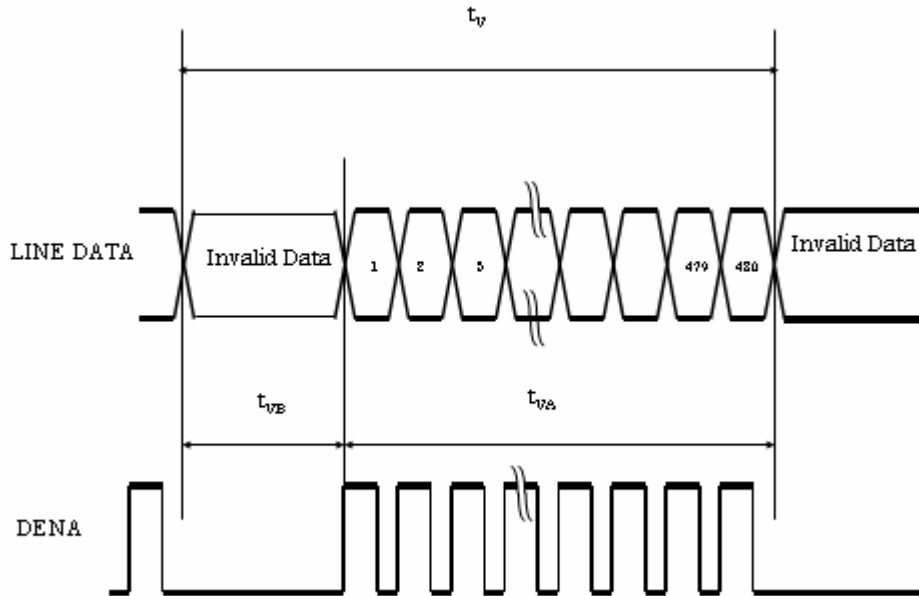 tV
LINE DATA
Invalid Data
1
2
3
479
480
Invalid Data
tVB
tVA
DENA